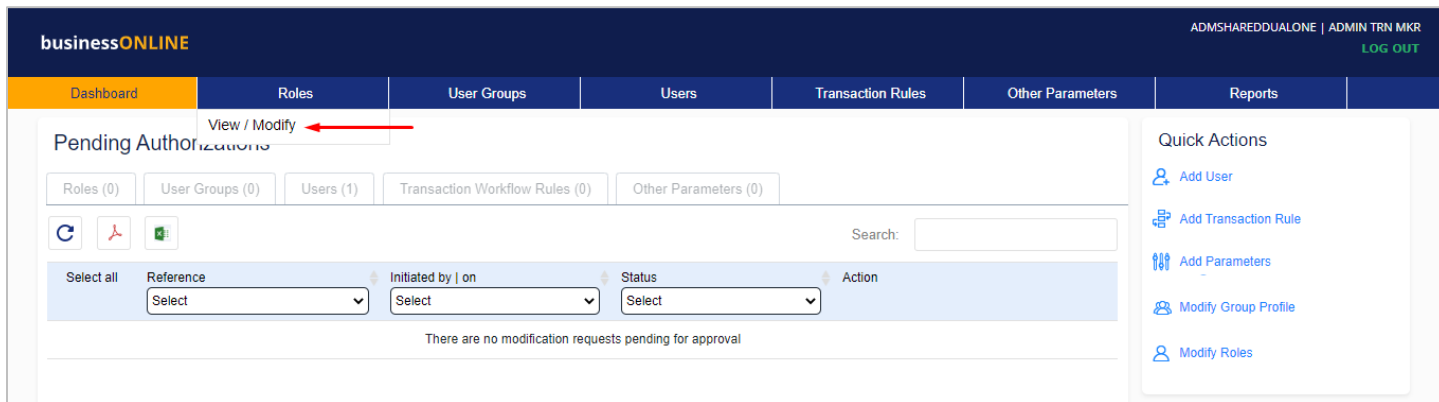 ADMSHAREDDUALONE | ADMIN TRN MKR
businessONLINE
LOG OUT
Dashboard Roles User Groups Users Transaction Rules Other Parameters Reports
View / Modify
Pending Authorizations
Quick Actions
Roles (0) User Groups (0) Users (1) Transaction Workflow Rules (0) Other Parameters (0)
Add User
Add Transaction Rule
Search:
Add Parameters
Select all Reference Initiated by | on Status Action
Select Select Select
Modify Group Profile
There are no modification requests pending for approval
Modify Roles